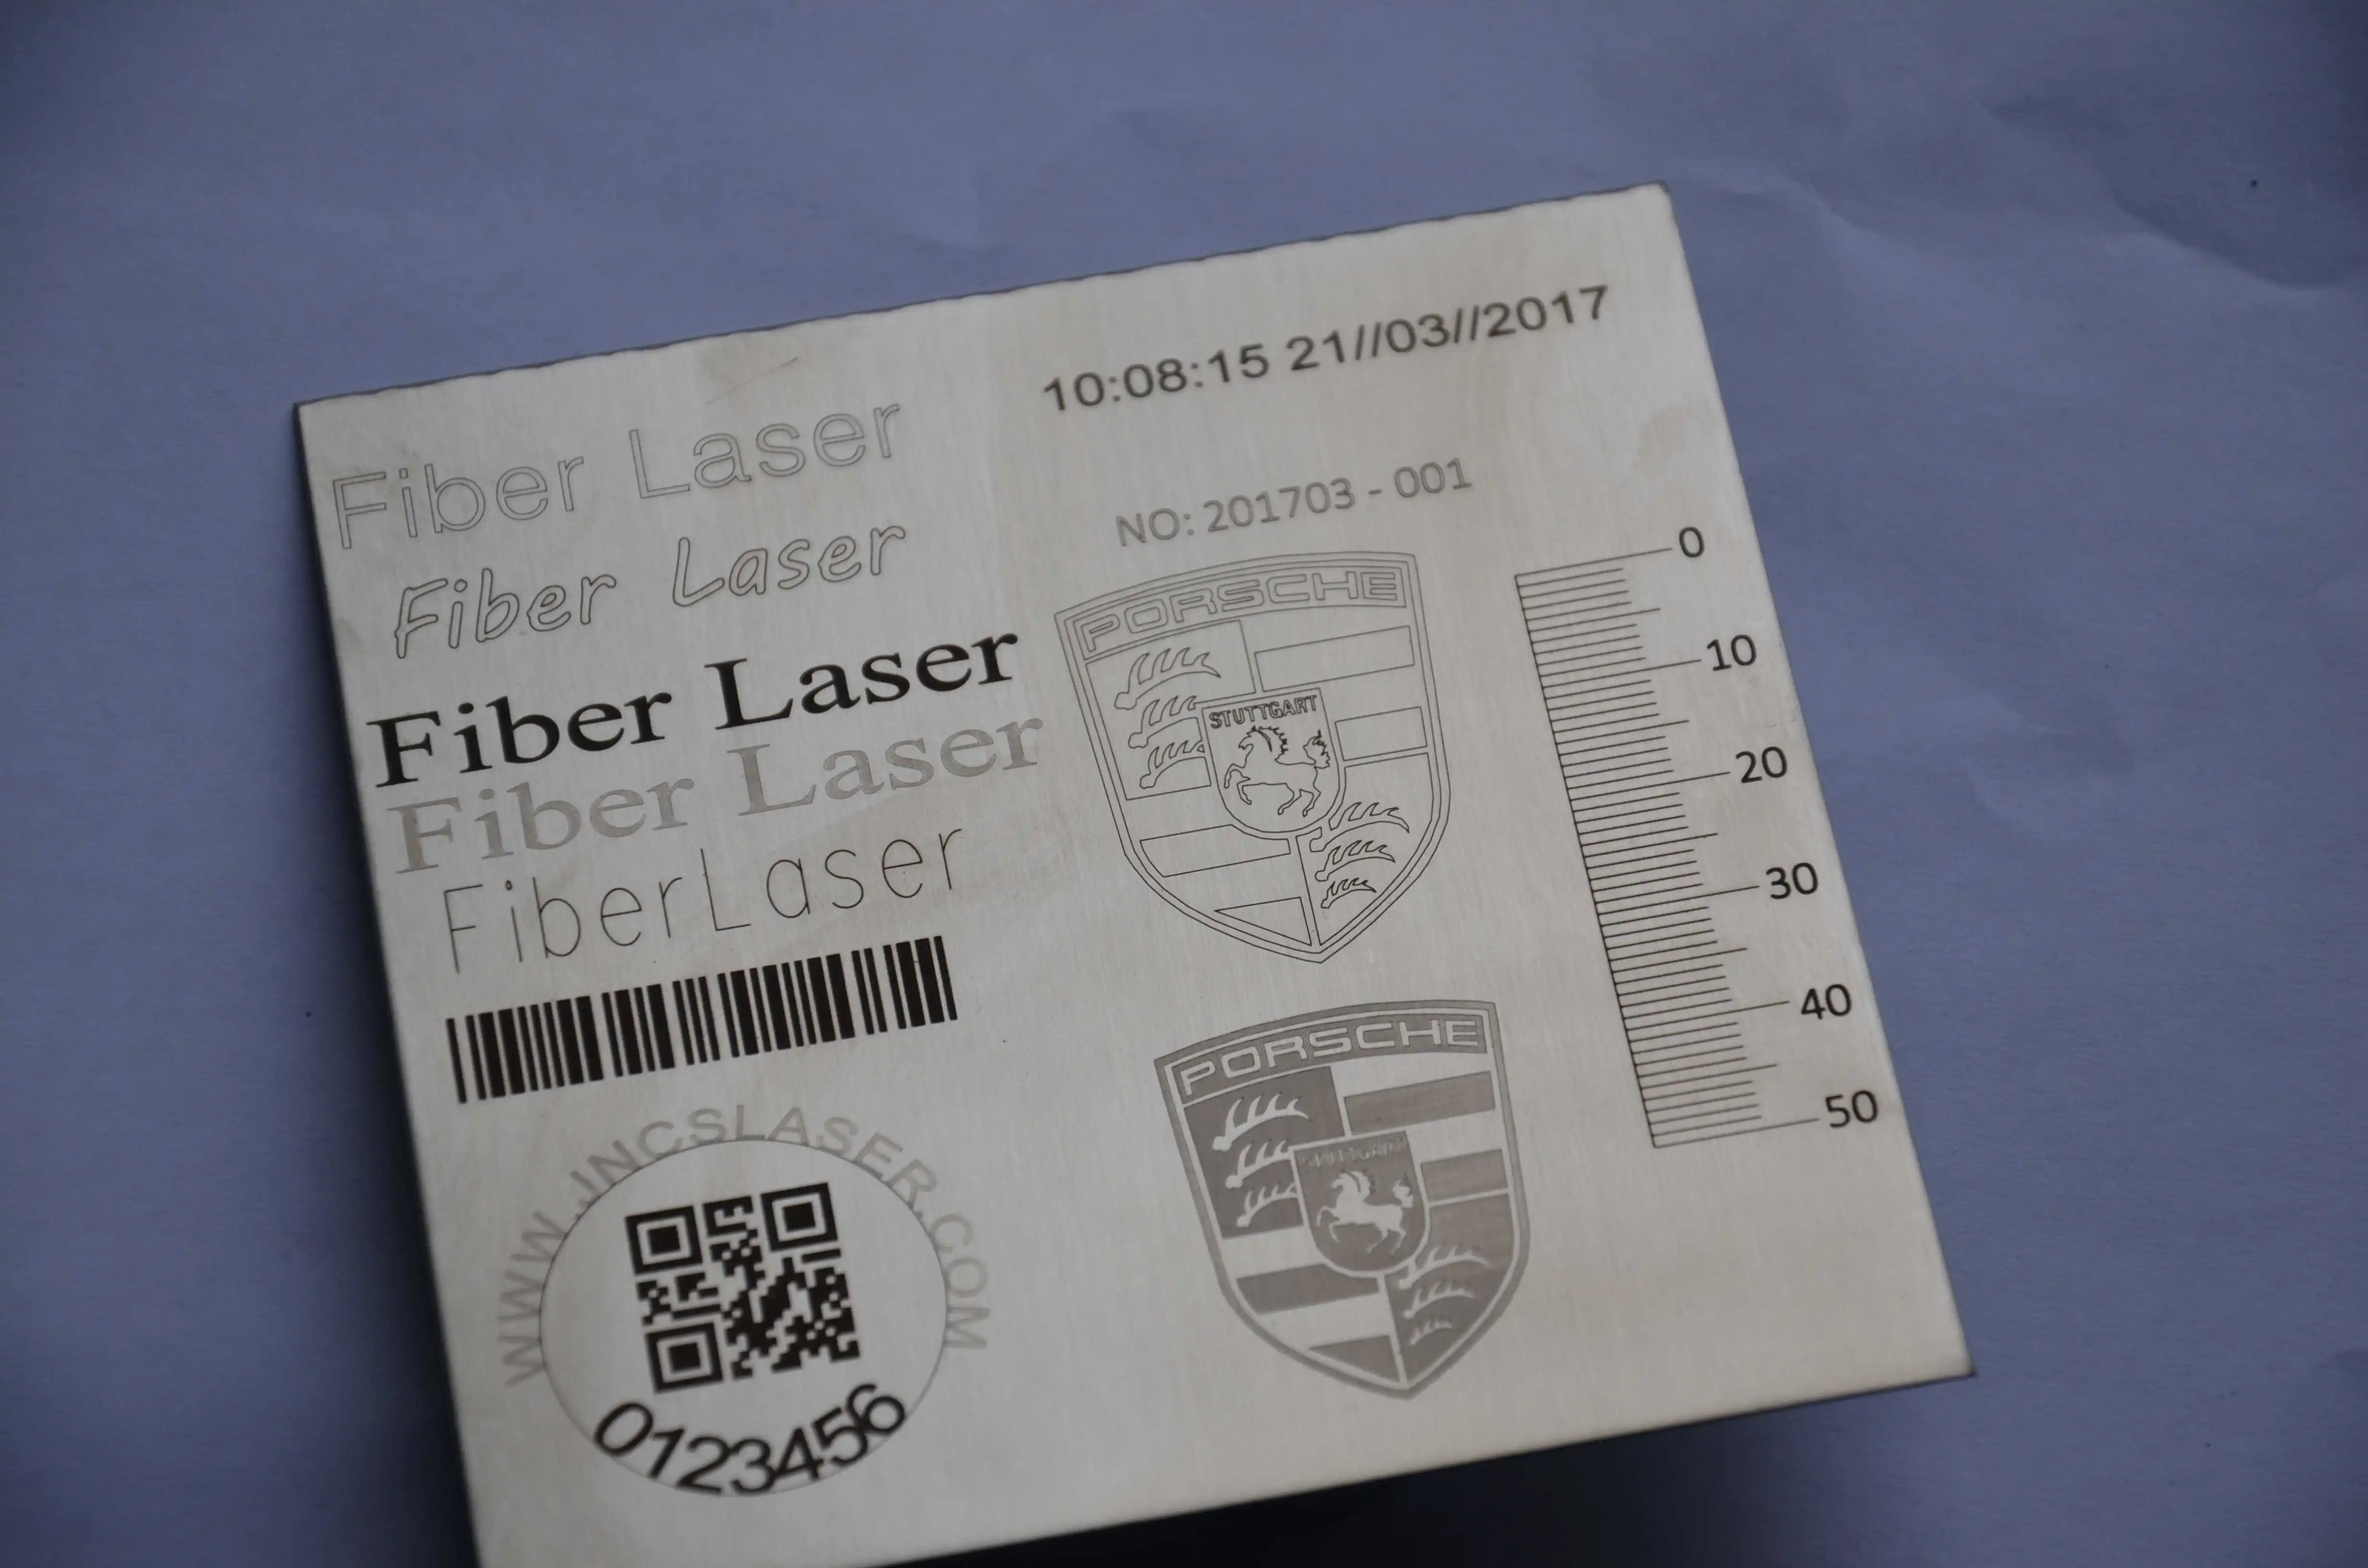 10:08:15 21//03//2017
Fiber Laser
Fiber Laser
Fiber Laser
Fiber Laser
FiberLaser
NO: 201703 - 001
PORSCHE
STUTTGART
PORSCHE
STUTTGART
0
10
20
30
40
50
WWW.JNCSLASER.COM
0123456